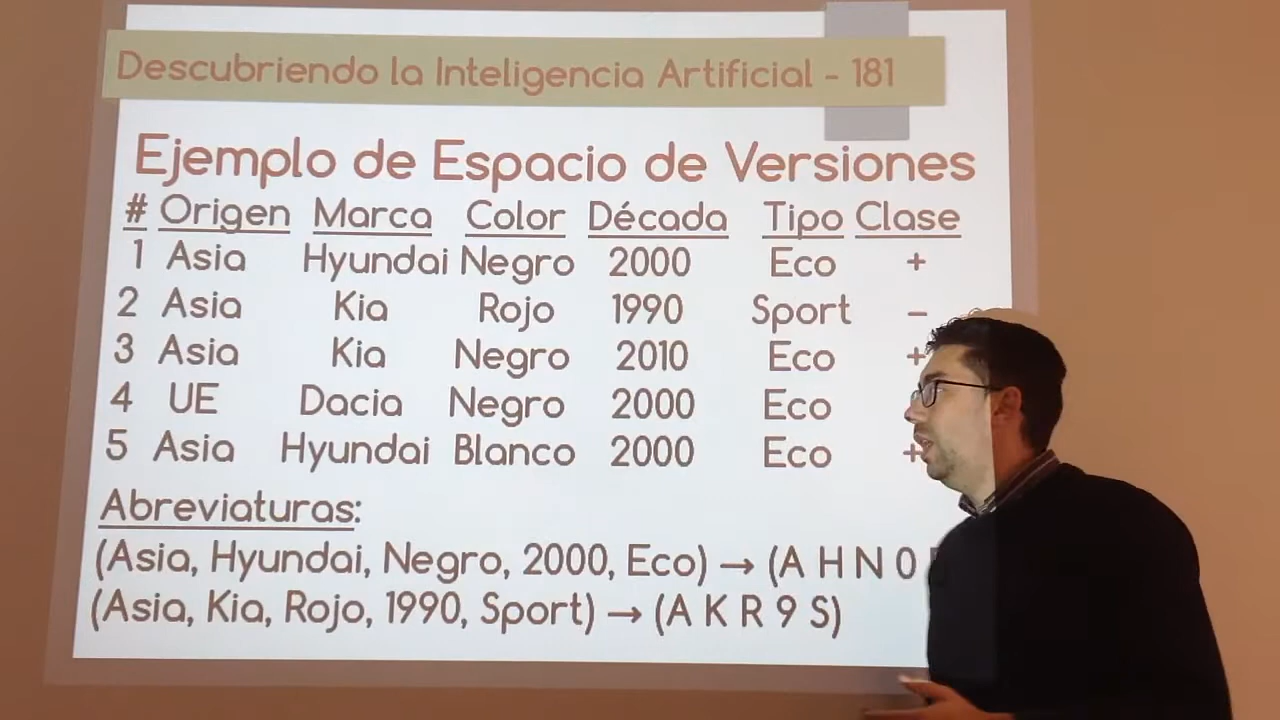 Descubriendo la Inteligencia Artificial - 181
Ejemplo de Espacio de Versiones
# Origen Marca Color Década Tipo Clase
1 Asia Hyundai Negro 2000 Eco +
2 Asia Kia Rojo 1990 Sport -
3 Asia Kia Negro 2010 Eco +
4 UE Dacia Negro 2000 Eco
5 Asia Hyundai Blanco 2000 Eco +
Abreviaturas:
(Asia, Hyundai, Negro, 2000, Eco) → (A H N 0
(Asia, Kia, Rojo, 1990, Sport) → (A K R 9 S)